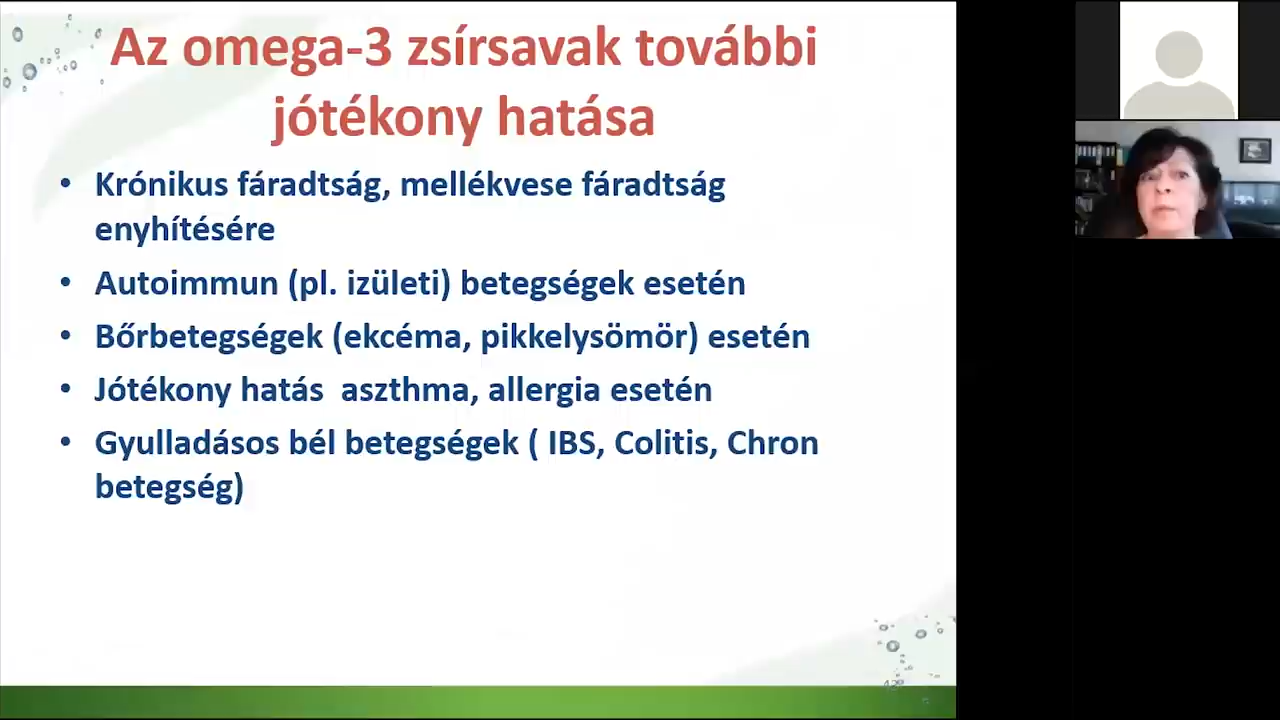 Az omega-3 zsírsavak további
jótékony hatása
• Krónikus fáradtság, mellékvese fáradtság
enyhítésére
• Autoimmun (pl. izületi) betegségek esetén
• Bőrbetegségek (ekcéma, pikkelysömör) esetén
• Jótékony hatás  aszthma, allergia esetén
• Gyulladásos bél betegségek ( IBS, Colitis, Chron
betegség)